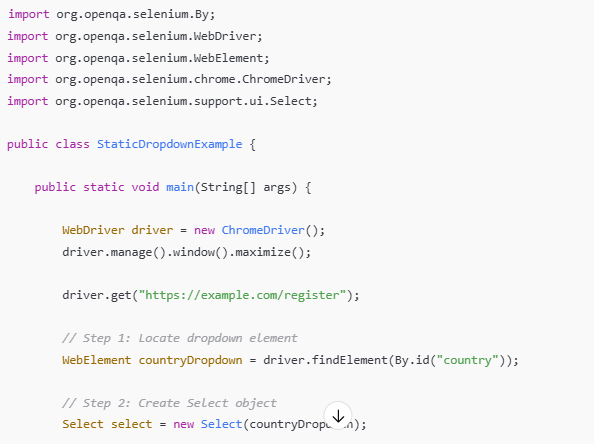 import org.openqa.selenium.By;
import org.openqa.selenium.WebDriver;
import org.openqa.selenium.WebElement;
import org.openqa.selenium.chrome.ChromeDriver;
import org.openqa.selenium.support.ui.Select;

public class StaticDropdownExample {

    public static void main(String[] args) {

        WebDriver driver = new ChromeDriver();
        driver.manage().window().maximize();

        driver.get("https://example.com/register");

        // Step 1: Locate dropdown element
        WebElement countryDropdown = driver.findElement(By.id("country"));

        // Step 2: Create Select object
        Select select = new Select(countryDropdown);